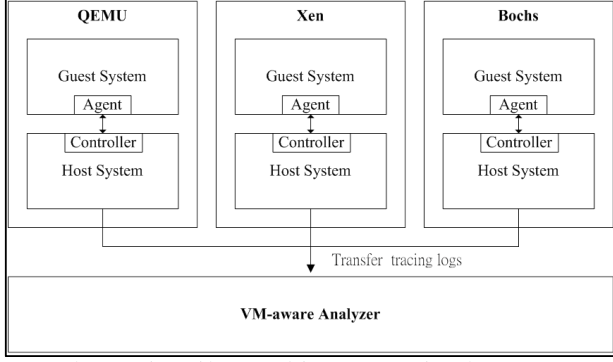 QEMU
Guest System
Agent
Controller
Host System
Xen
Guest System
Agent
Controller
Host System
Bochs
Guest System
Agent
Controller
Host System
Transfer tracing logs
VM-aware Analyzer